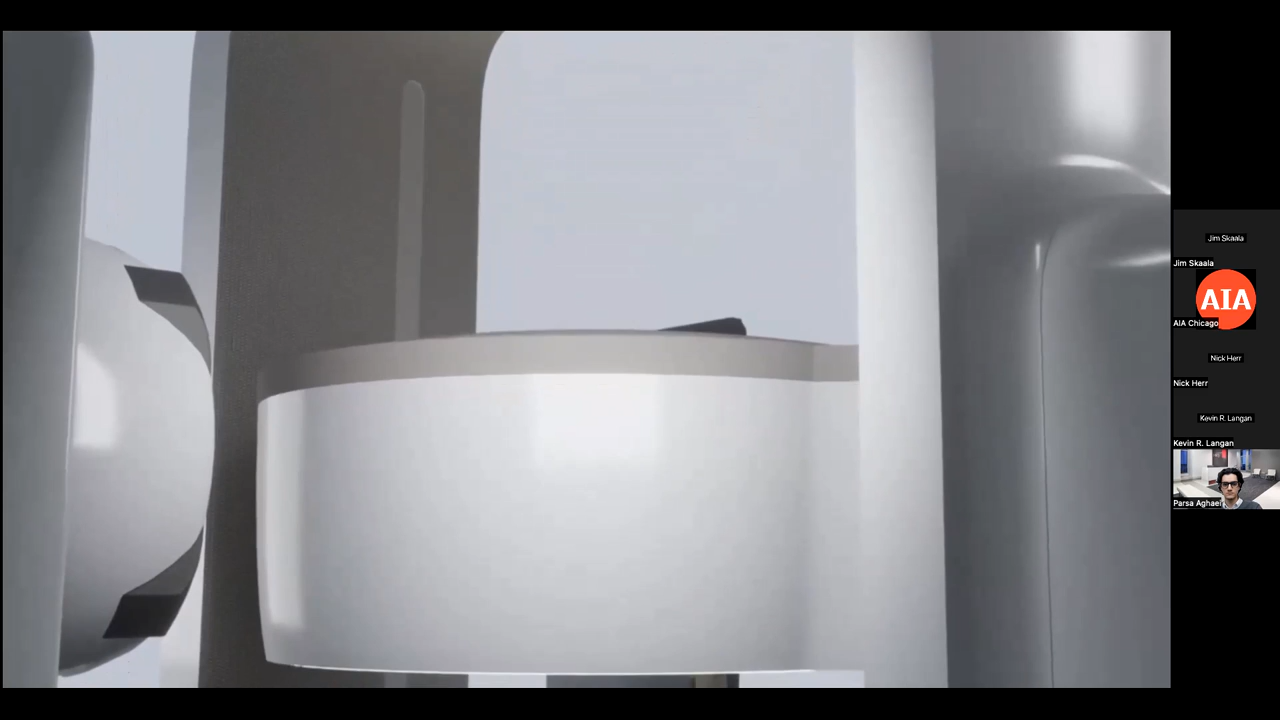 Jim Skaala
Jim Skaala
AIA
AIA Chicago
Nick Herr
Nick Herr
Kevin R. Langan
Kevin R. Langan
Parsa Aghaei